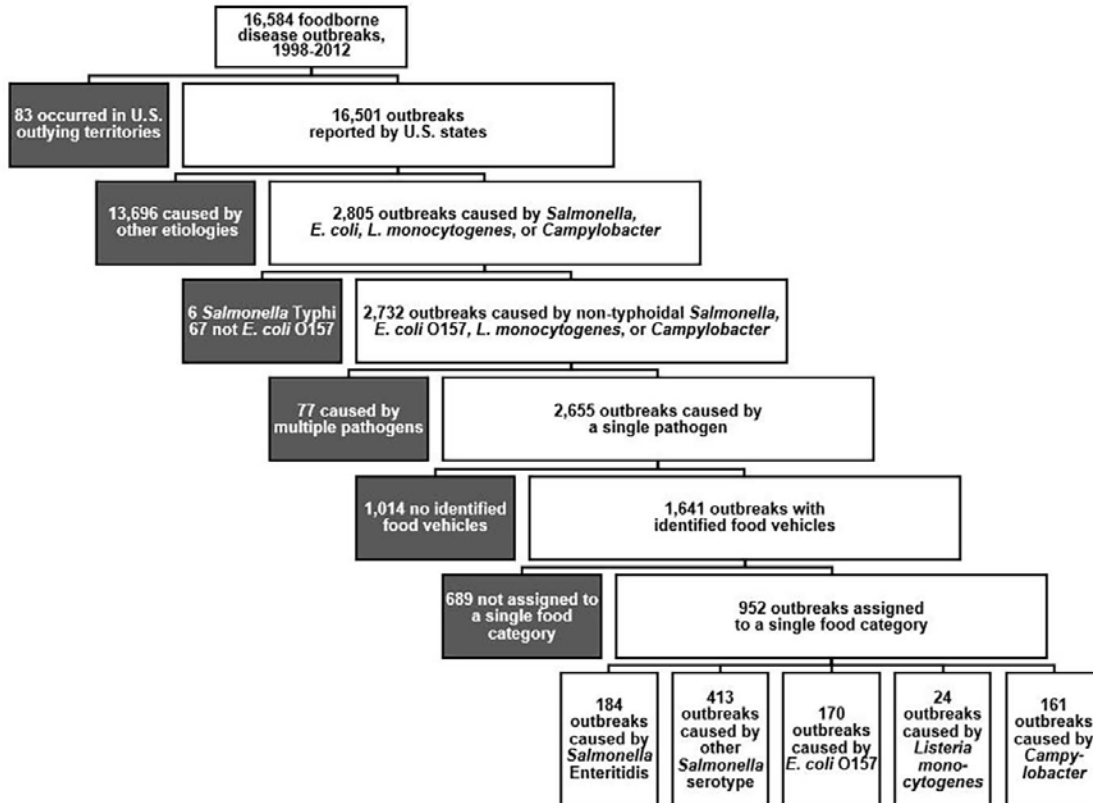 16,584 foodborne
disease outbreaks,
1998-2012
83 occurred in U.S.
outlying territories
16,501 outbreaks
reported by U.S. states
13,696 caused by
other etiologies
2,805 outbreaks caused by Salmonella,
E. coli, L. monocytogenes, or Campylobacter
6 Salmonella Typhi
67 not E. coli O157
2,732 outbreaks caused by non-typhoidal Salmonella,
E. coli O157, L. monocytogenes, or Campylobacter
77 caused by
multiple pathogens
2,655 outbreaks caused by
a single pathogen
1,014 no identified
food vehicles
1,641 outbreaks with
identified food vehicles
689 not assigned to
a single food
category
952 outbreaks assigned
to a single food category
184
outbreaks
caused by
Salmonella
Enteritidis
413
outbreaks
caused by
other
Salmonella
serotype
170
outbreaks
caused by
E. coli O157
24
outbreaks
caused by
Listeria
mono-
cytogenes
161
outbreaks
caused by
Campy-
lobacter